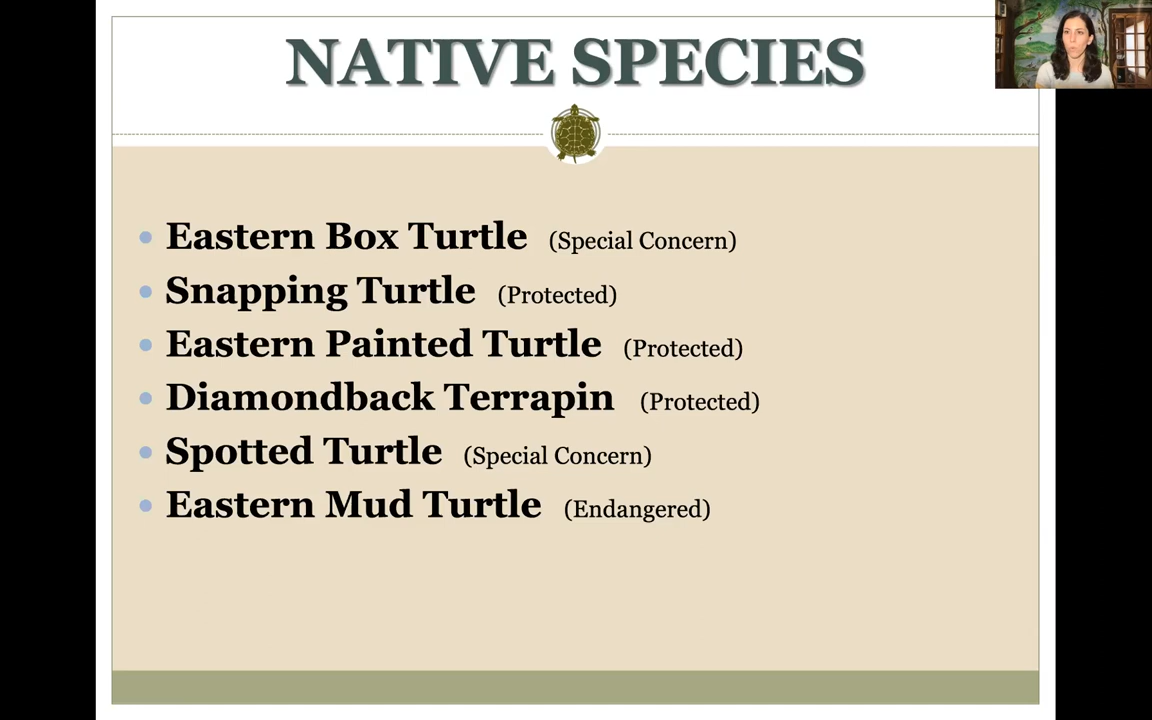 NATIVE SPECIES
Eastern Box Turtle (Special Concern)
Snapping Turtle (Protected)
Eastern Painted Turtle (Protected)
Diamondback Terrapin (Protected)
Spotted Turtle (Special Concern)
Eastern Mud Turtle (Endangered)